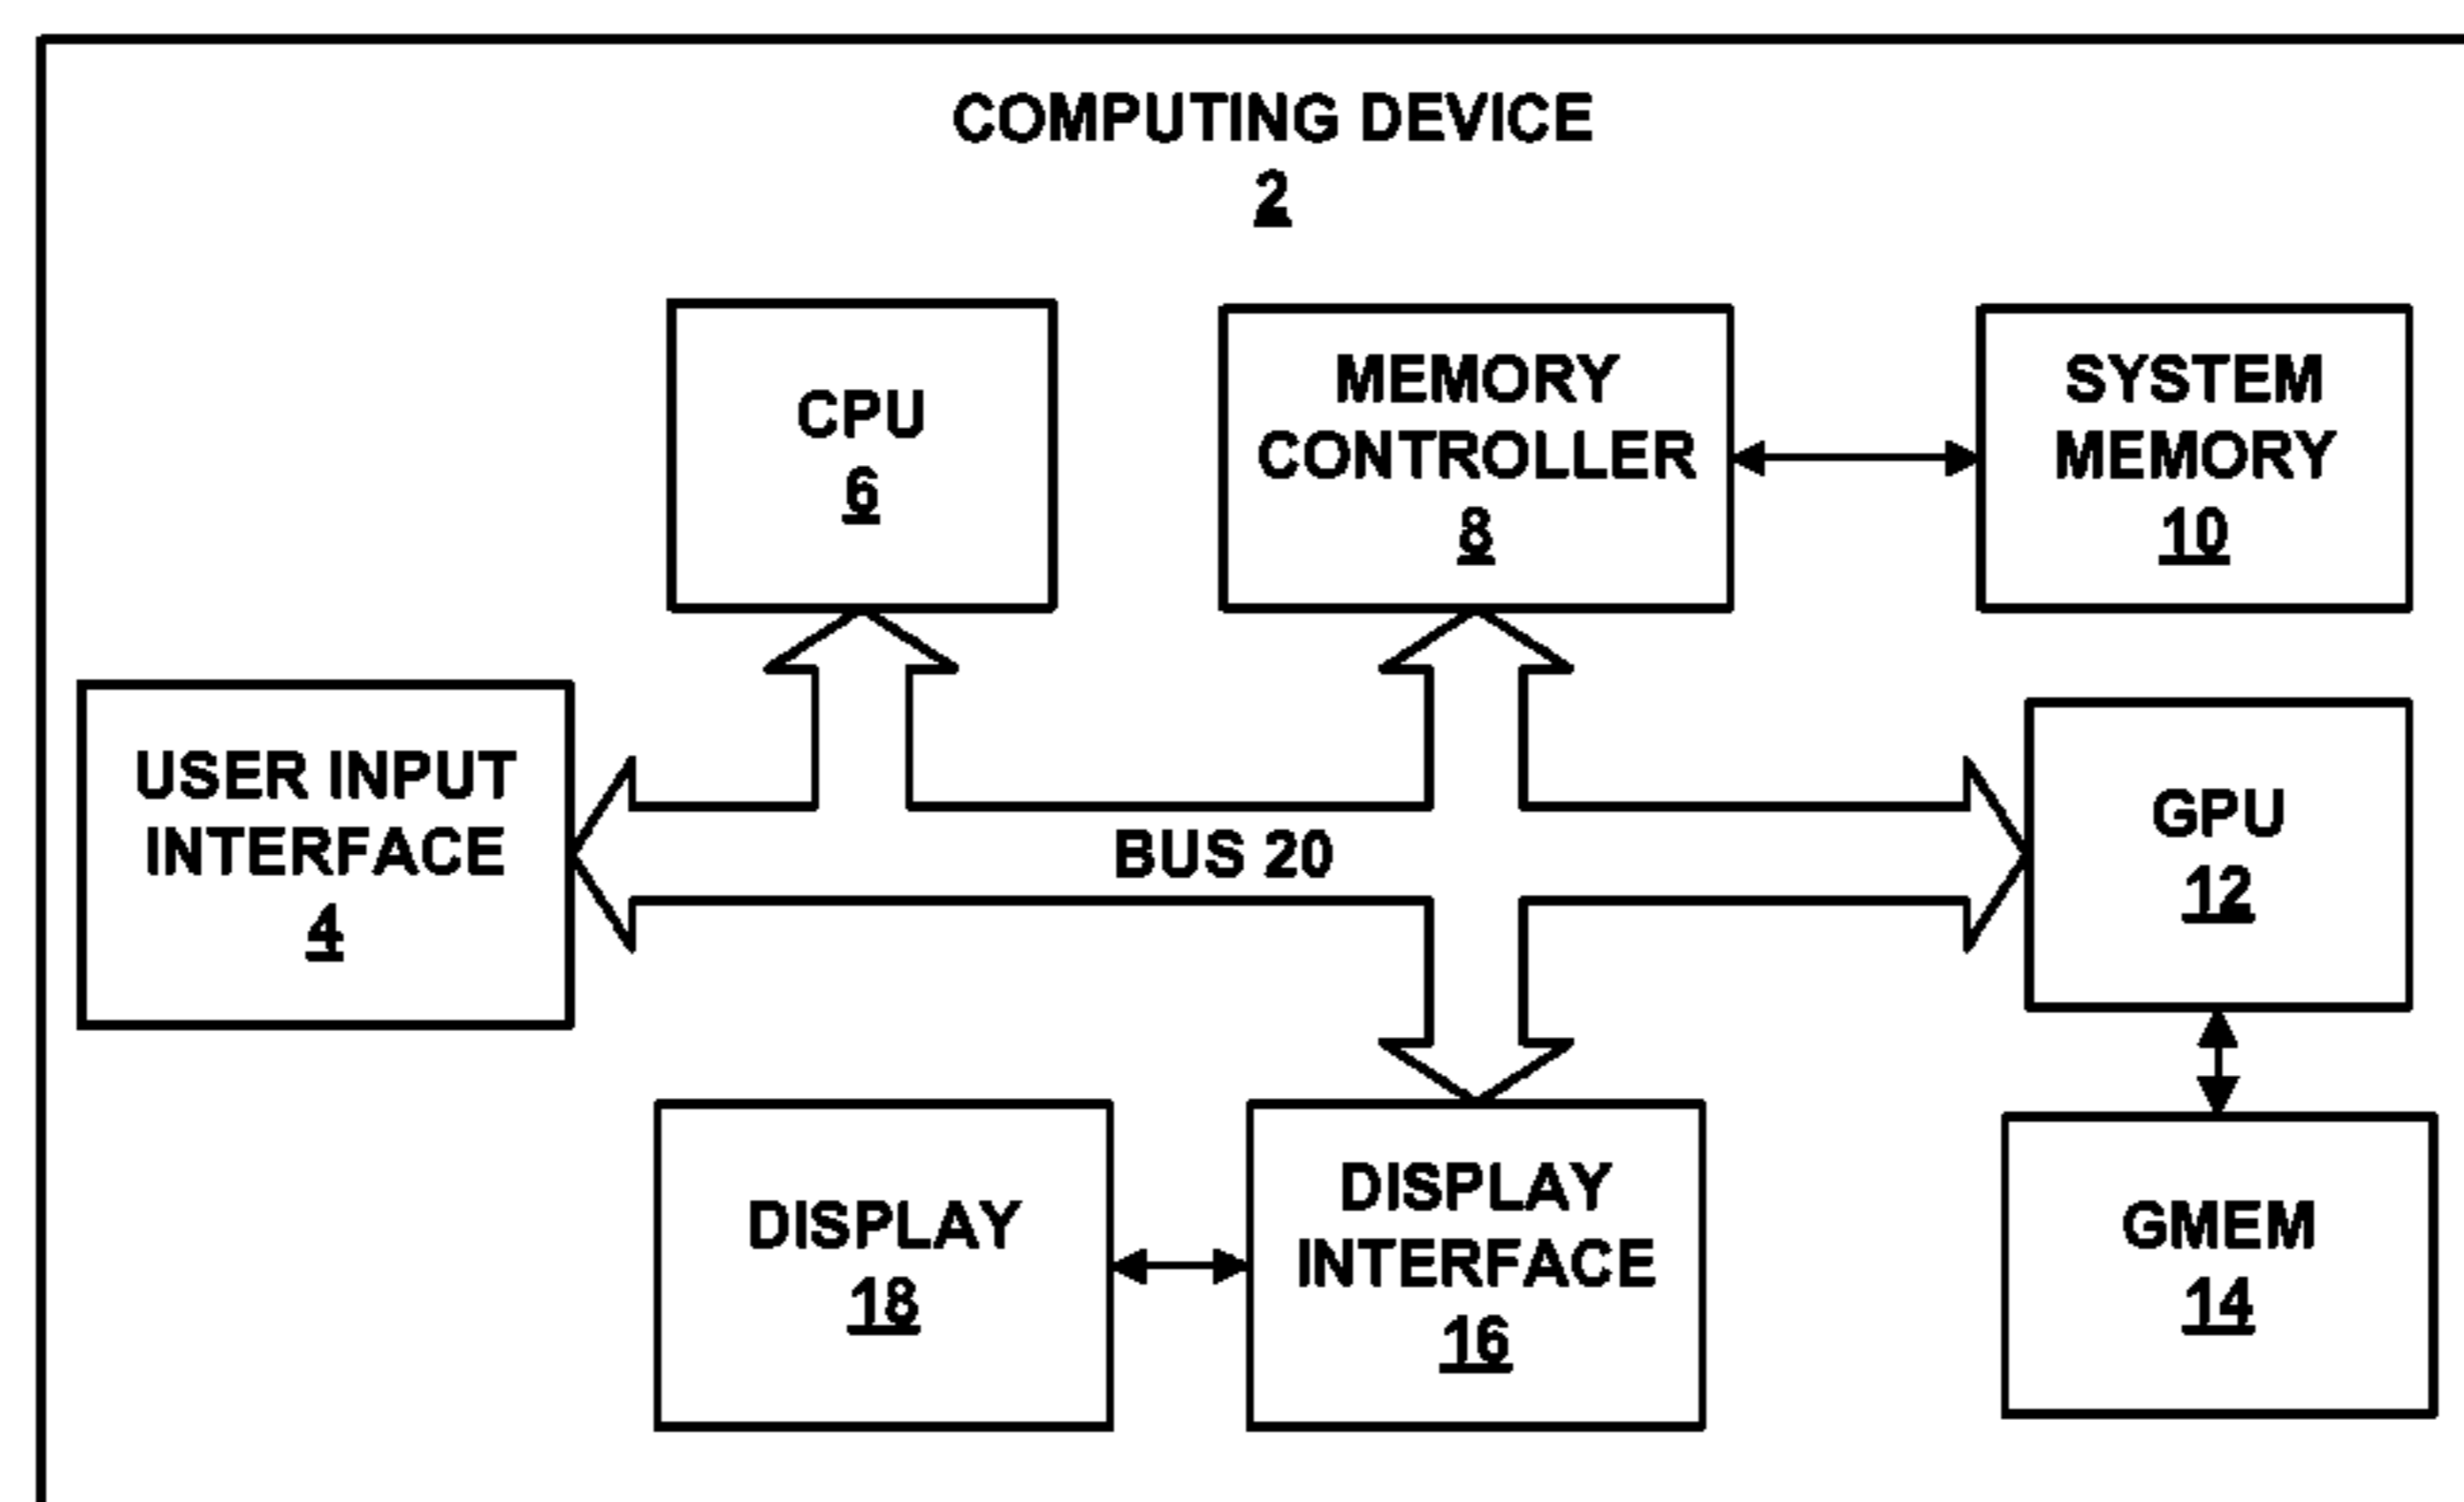 COMPUTING DEVICE
2
CPU
6
MEMORY
CONTROLLER
8
SYSTEM
MEMORY
10
USER INPUT
INTERFACE
4
BUS 20
GPU
12
DISPLAY
18
DISPLAY
INTERFACE
16
GMEM
14